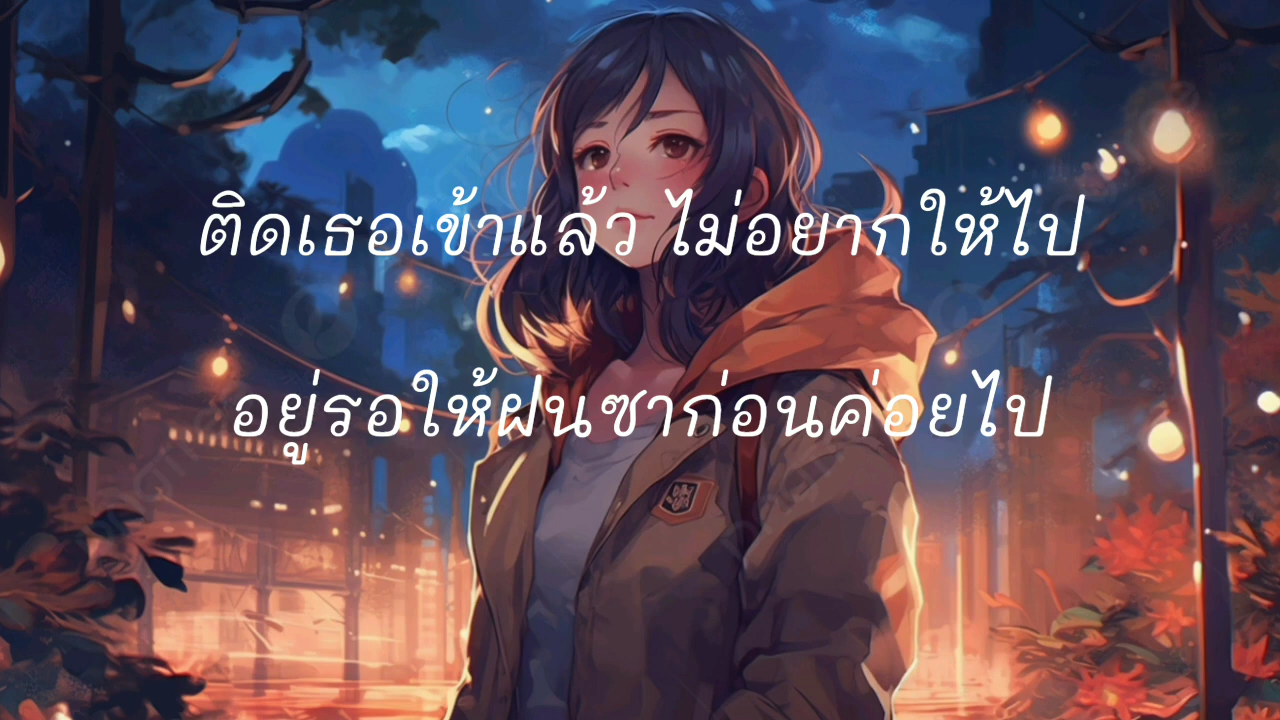 ติดเธอเข้าแล้ว ไม่อยากให้ไป
อยู่รอให้ฝนซาก่อนค่อยไป